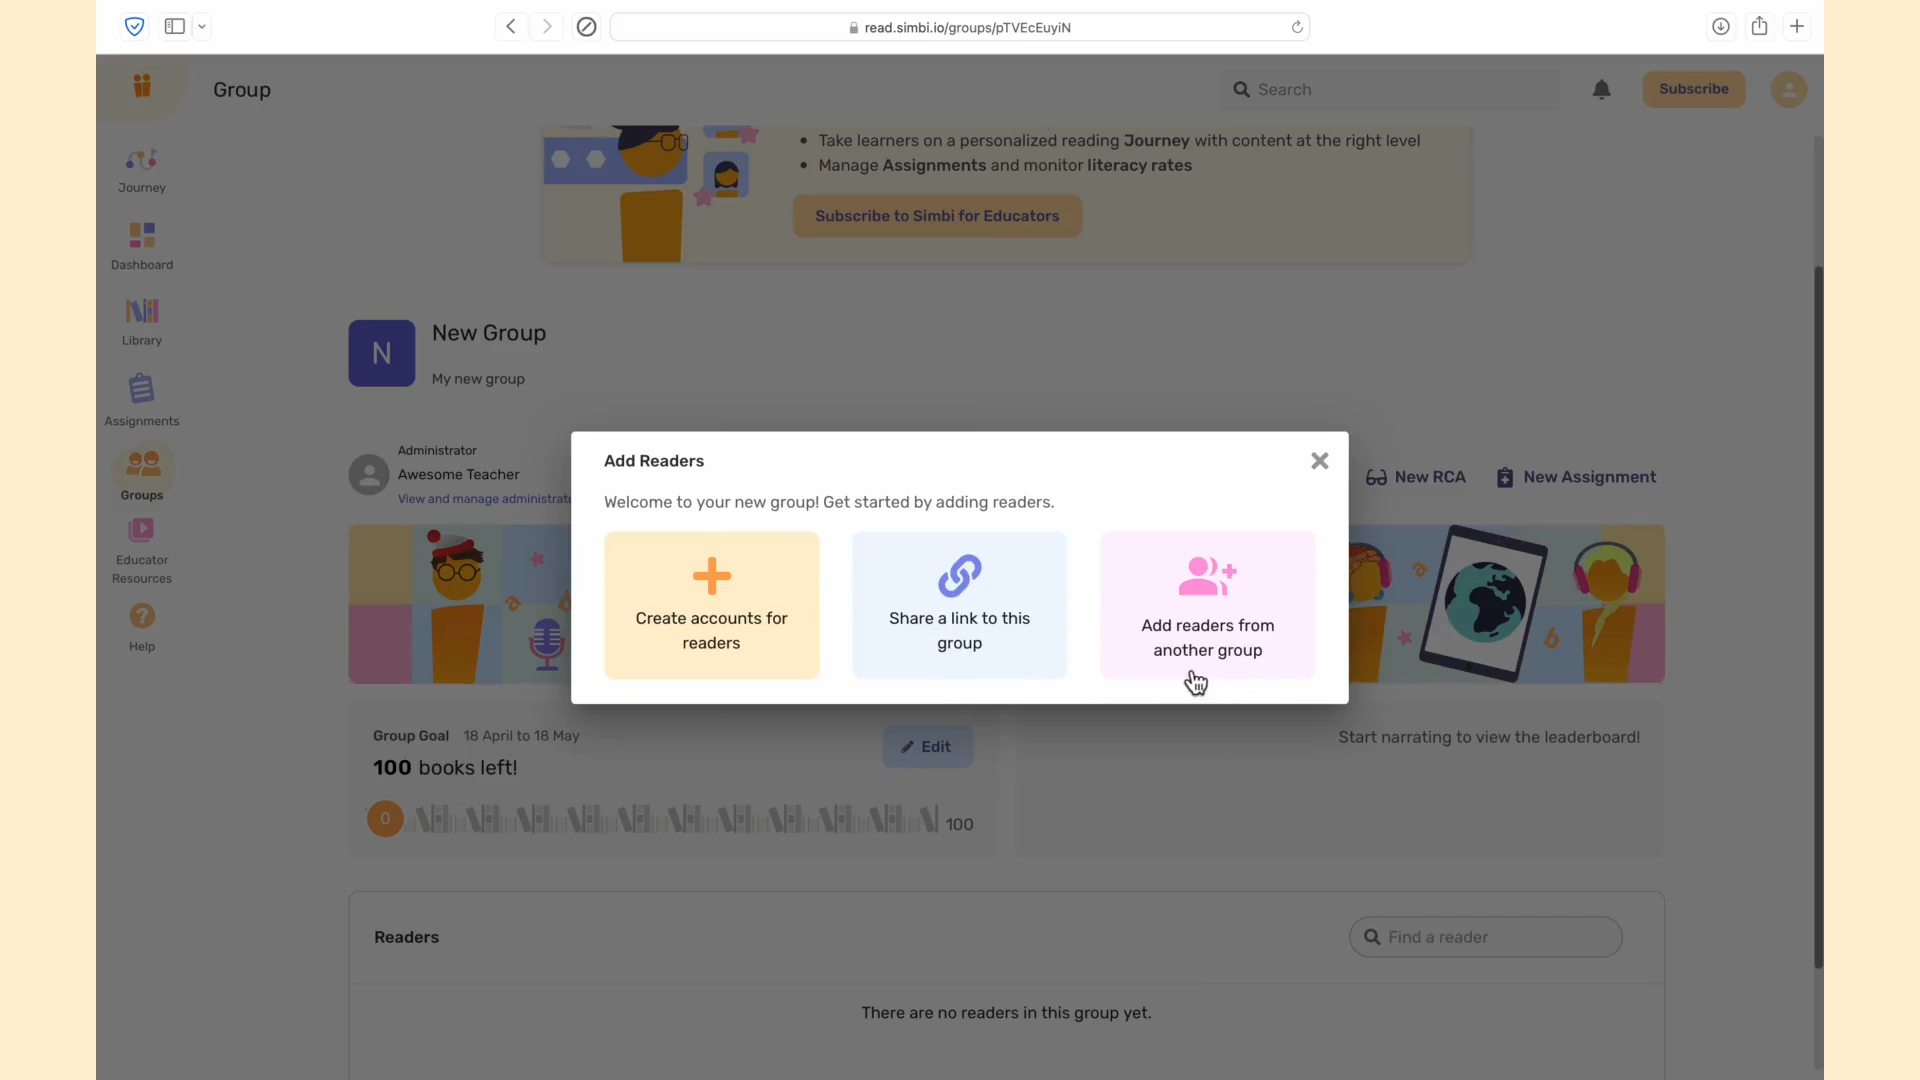 read.simbi.io/groups/pTVEcEuyiN
Group
Search
Subscribe
• Take learners on a personalized reading Journey with content at the right level
• Manage Assignments and monitor literacy rates
Subscribe to Simbi for Educators
Journey
Dashboard
Library
Assignments
Groups
Educator
Resources
Help
N
New Group
My new group
Administrator
Awesome Teacher
View and manage administrato
New RCA
New Assignment
Add Readers
Welcome to your new group! Get started by adding readers.
Create accounts for
readers
Share a link to this
group
Add readers from
another group
Group Goal 18 April to 18 May
100 books left!
Edit
0
100
Start narrating to view the leaderboard!
Readers
Find a reader
There are no readers in this group yet.